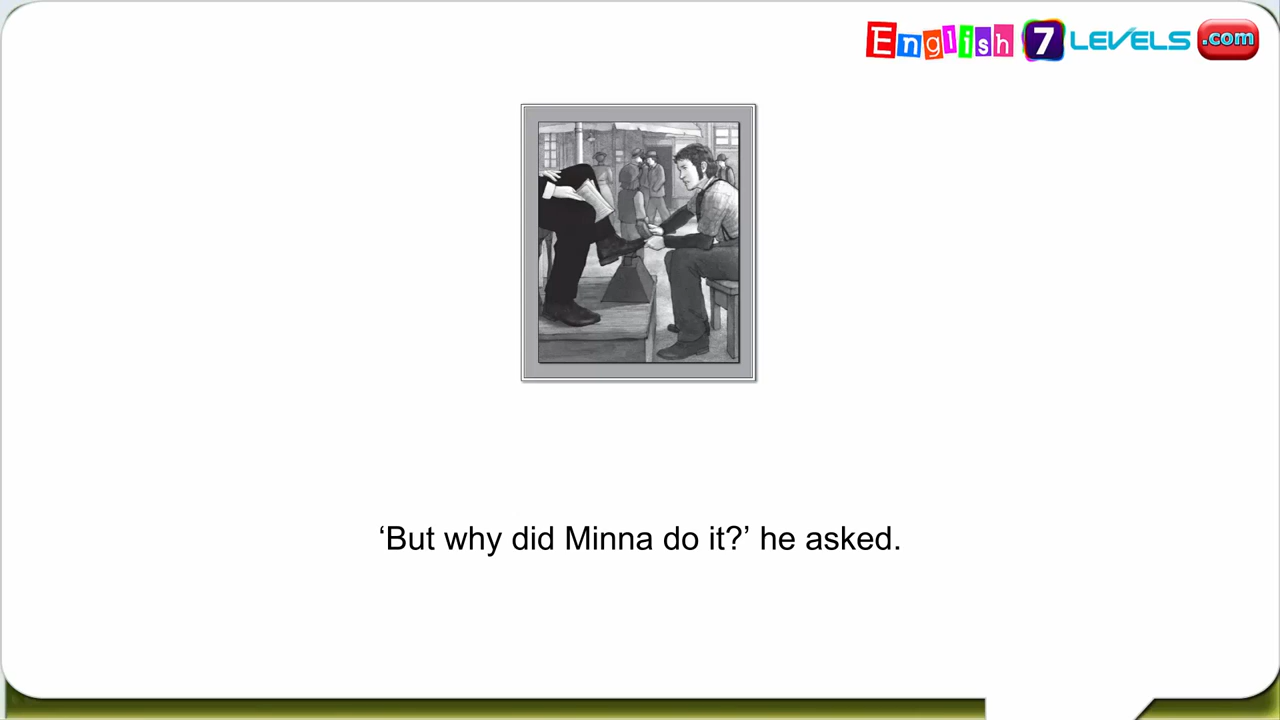 English 7 LEVELS .com
‘But why did Minna do it?’ he asked.